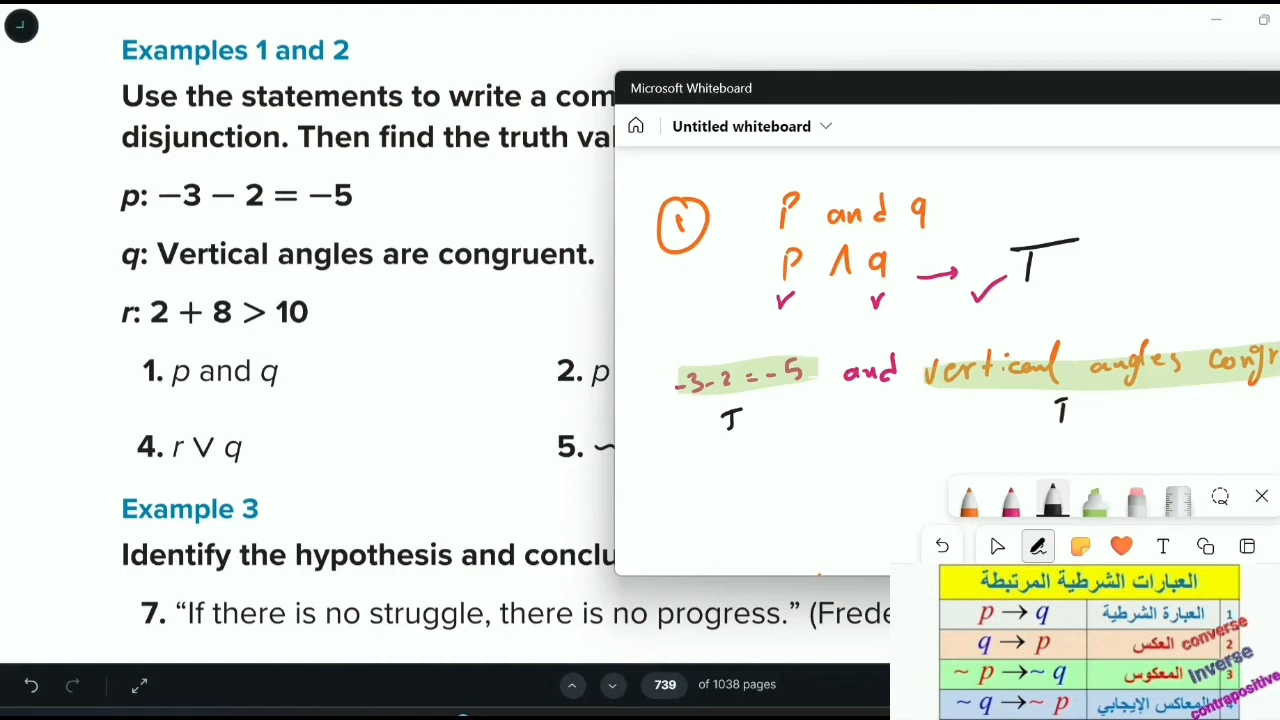 Examples 1 and 2
Use the statements to write a com
disjunction. Then find the truth val
p: −3 − 2 = −5
q: Vertical angles are congruent.
r: 2 + 8 > 10
1. p and q
2. p
4. r ∨ q
5. ~
Example 3
Identify the hypothesis and conclu
7. “If there is no struggle, there is no progress.” (Frede
739 of 1038 pages
Microsoft Whiteboard
Untitled whiteboard
1
P and q
P ∧ q → ✓ T
✓ ✓
-3-2=-5 and vertical angles congr
T T
العبارات الشرطية المرتبطة
p → q العبارة الشرطية 1
q → p العكس converse 2
~ p → ~ q المعكوس Inverse 3
~ q → ~ p المعاكس الإيجابي contrapositive